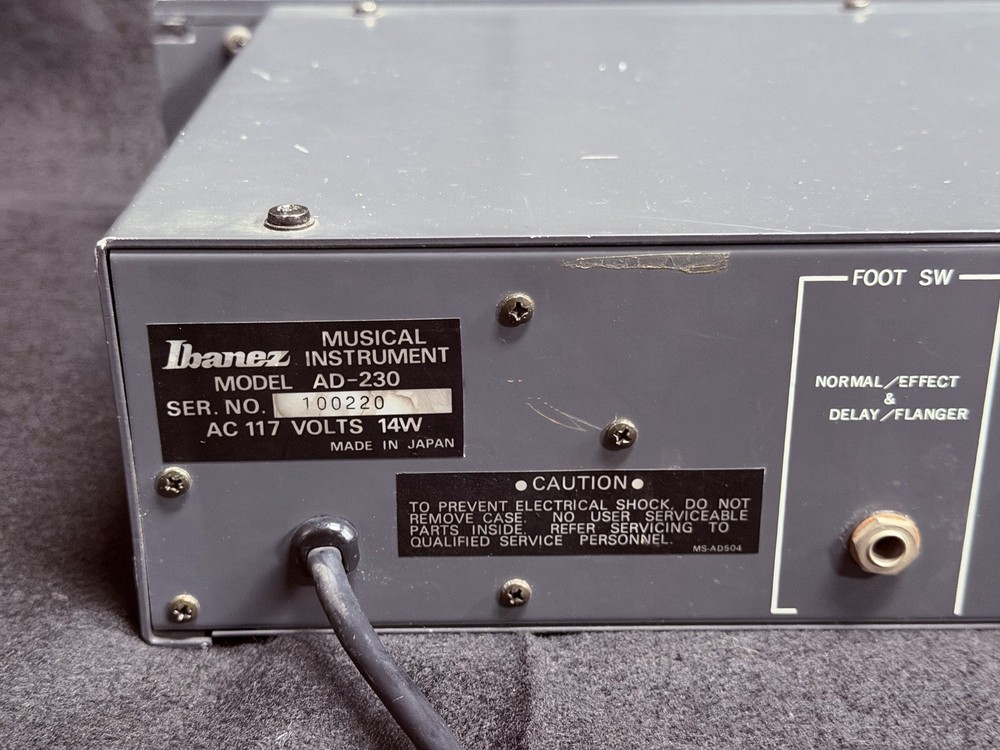 Ibanez MUSICAL INSTRUMENT
MODEL AD-230
SER. NO. 100220
AC 117 VOLTS 14W
MADE IN JAPAN
● CAUTION ●
TO PREVENT ELECTRICAL SHOCK, DO NOT
REMOVE CASE. NO USER SERVICEABLE
PARTS INSIDE. REFER SERVICING TO
QUALIFIED SERVICE PERSONNEL.
MS-AD504
FOOT SW
NORMAL/EFFECT
&
DELAY/FLANGER